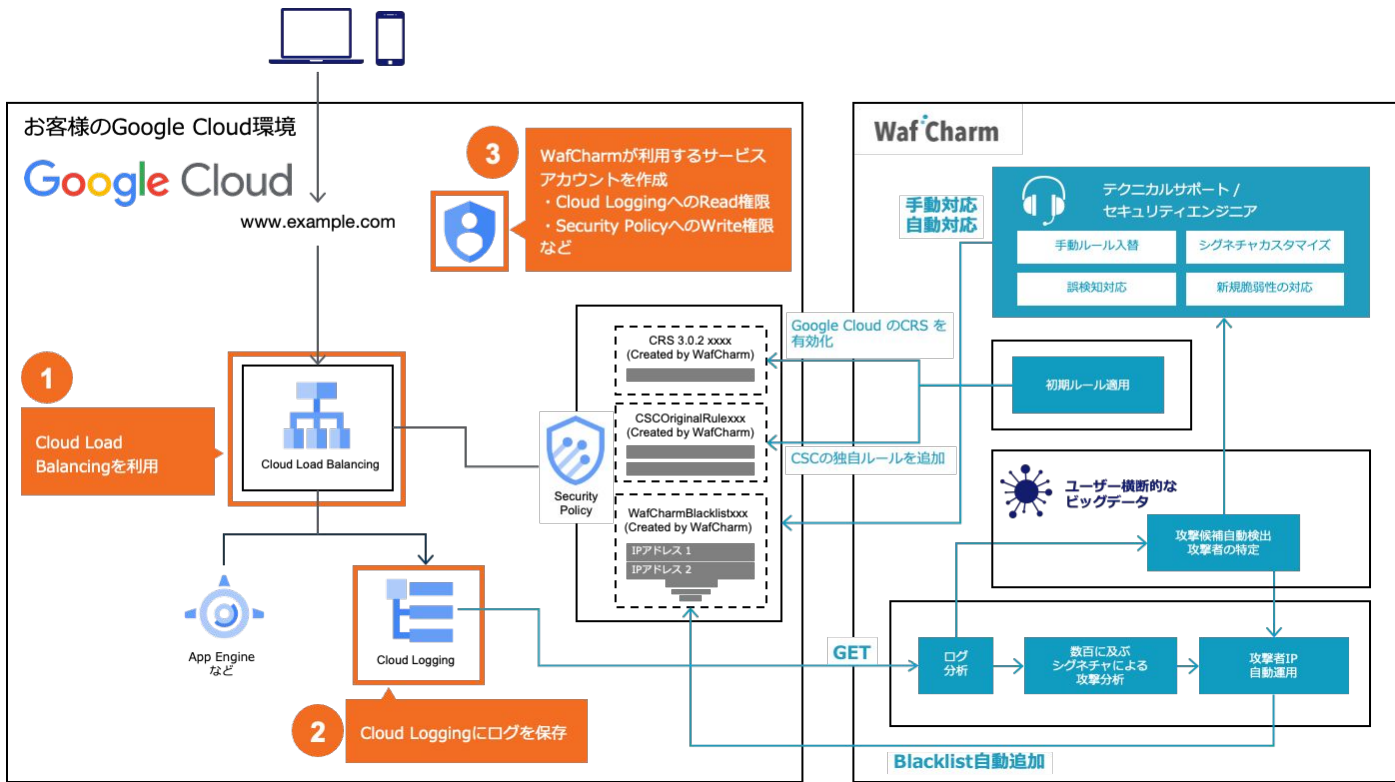 お客様のGoogle Cloud環境
Google Cloud
www.example.com
3
WafCharmが利用するサービス
アカウントを作成
・Cloud LoggingへのRead権限
・Security PolicyへのWrite権限
など
1
Cloud Load
Balancingを利用
Cloud Load Balancing
App Engine
など
Cloud Logging
2
Cloud Loggingにログを保存
Security
Policy
CRS 3.0.2 xxxx
(Created by WafCharm)
CSCOriginalRulexxx
(Created by WafCharm)
WafCharmBlacklistxxx
(Created by WafCharm)
IPアドレス 1
IPアドレス 2
WafCharm
手動対応
自動対応
テクニカルサポート /
セキュリティエンジニア
手動ルール入替
シグネチャカスタマイズ
誤検知対応
新規脆弱性の対応
Google Cloud のCRS を
有効化
初期ルール適用
CSCの独自ルールを追加
ユーザー横断的な
ビッグデータ
攻撃候補自動検出
攻撃者の特定
GET
ログ
分析
数百に及ぶ
シグネチャによる
攻撃分析
攻撃者IP
自動運用
Blacklist自動追加